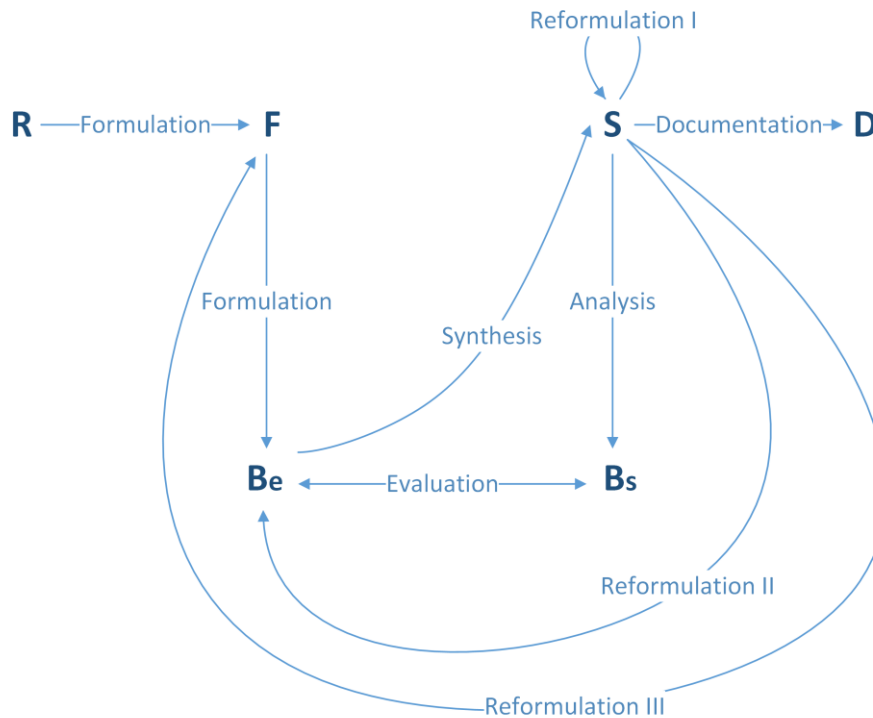 Reformulation I
R Formulation F S Documentation D
Formulation Analysis
Synthesis
Be Evaluation Bs
Reformulation II
Reformulation III